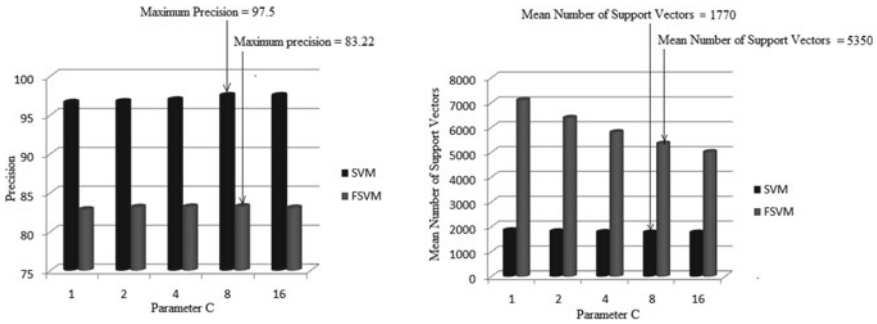 Maximum Precision = 97.5
Maximum precision = 83.22
100
95
90
85
80
75
Precision
1 2 4 8 16
Parameter C
SVM
FSVM
Mean Number of Support Vectors = 1770
Mean Number of Support Vectors = 5350
8000
7000
6000
5000
4000
3000
2000
1000
0
Mean Number of Support Vectors
1 2 4 8 16
Parameter C
SVM
FSVM